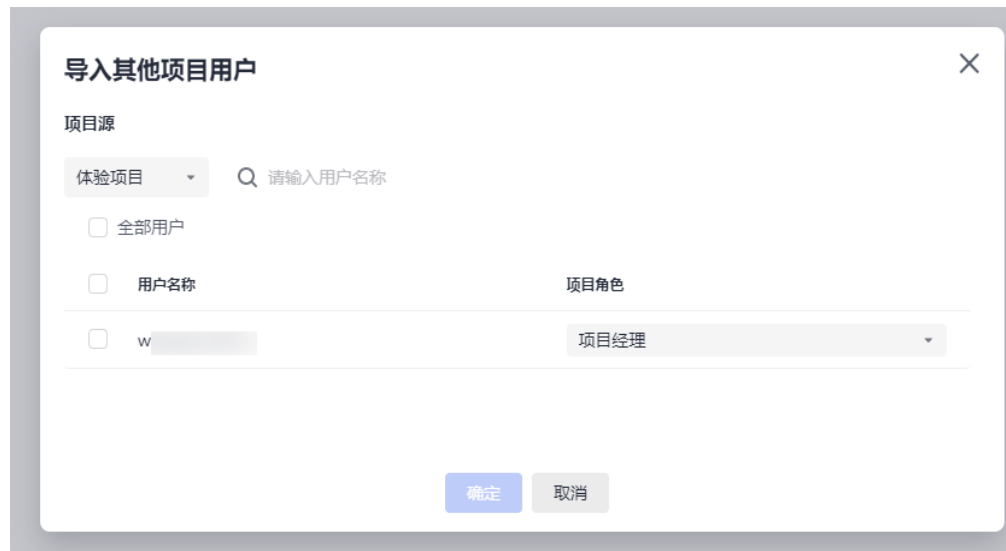 导入其他项目用户
项目源
体验项目 请输入用户名称
全部用户
用户名称 项目角色
w 项目经理
确定 取消